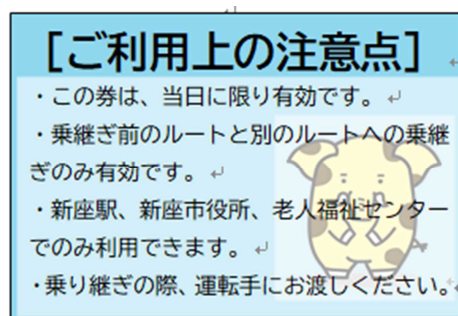 [ご利用上の注意点]
・この券は、当日に限り有効です。
・乗継ぎ前のルートと別のルートへの乗継
ぎのみ有効です。
・新座駅、新座市役所、老人福祉センター
でのみ利用できます。
・乗り継ぎの際、運転手にお渡しください。